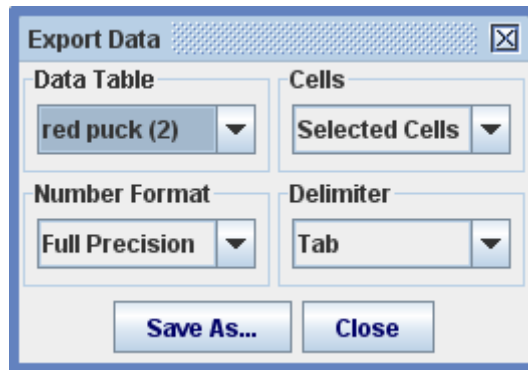 Export Data
Data Table
Cells
red puck (2)
Selected Cells
Number Format
Delimiter
Full Precision
Tab
Save As...
Close